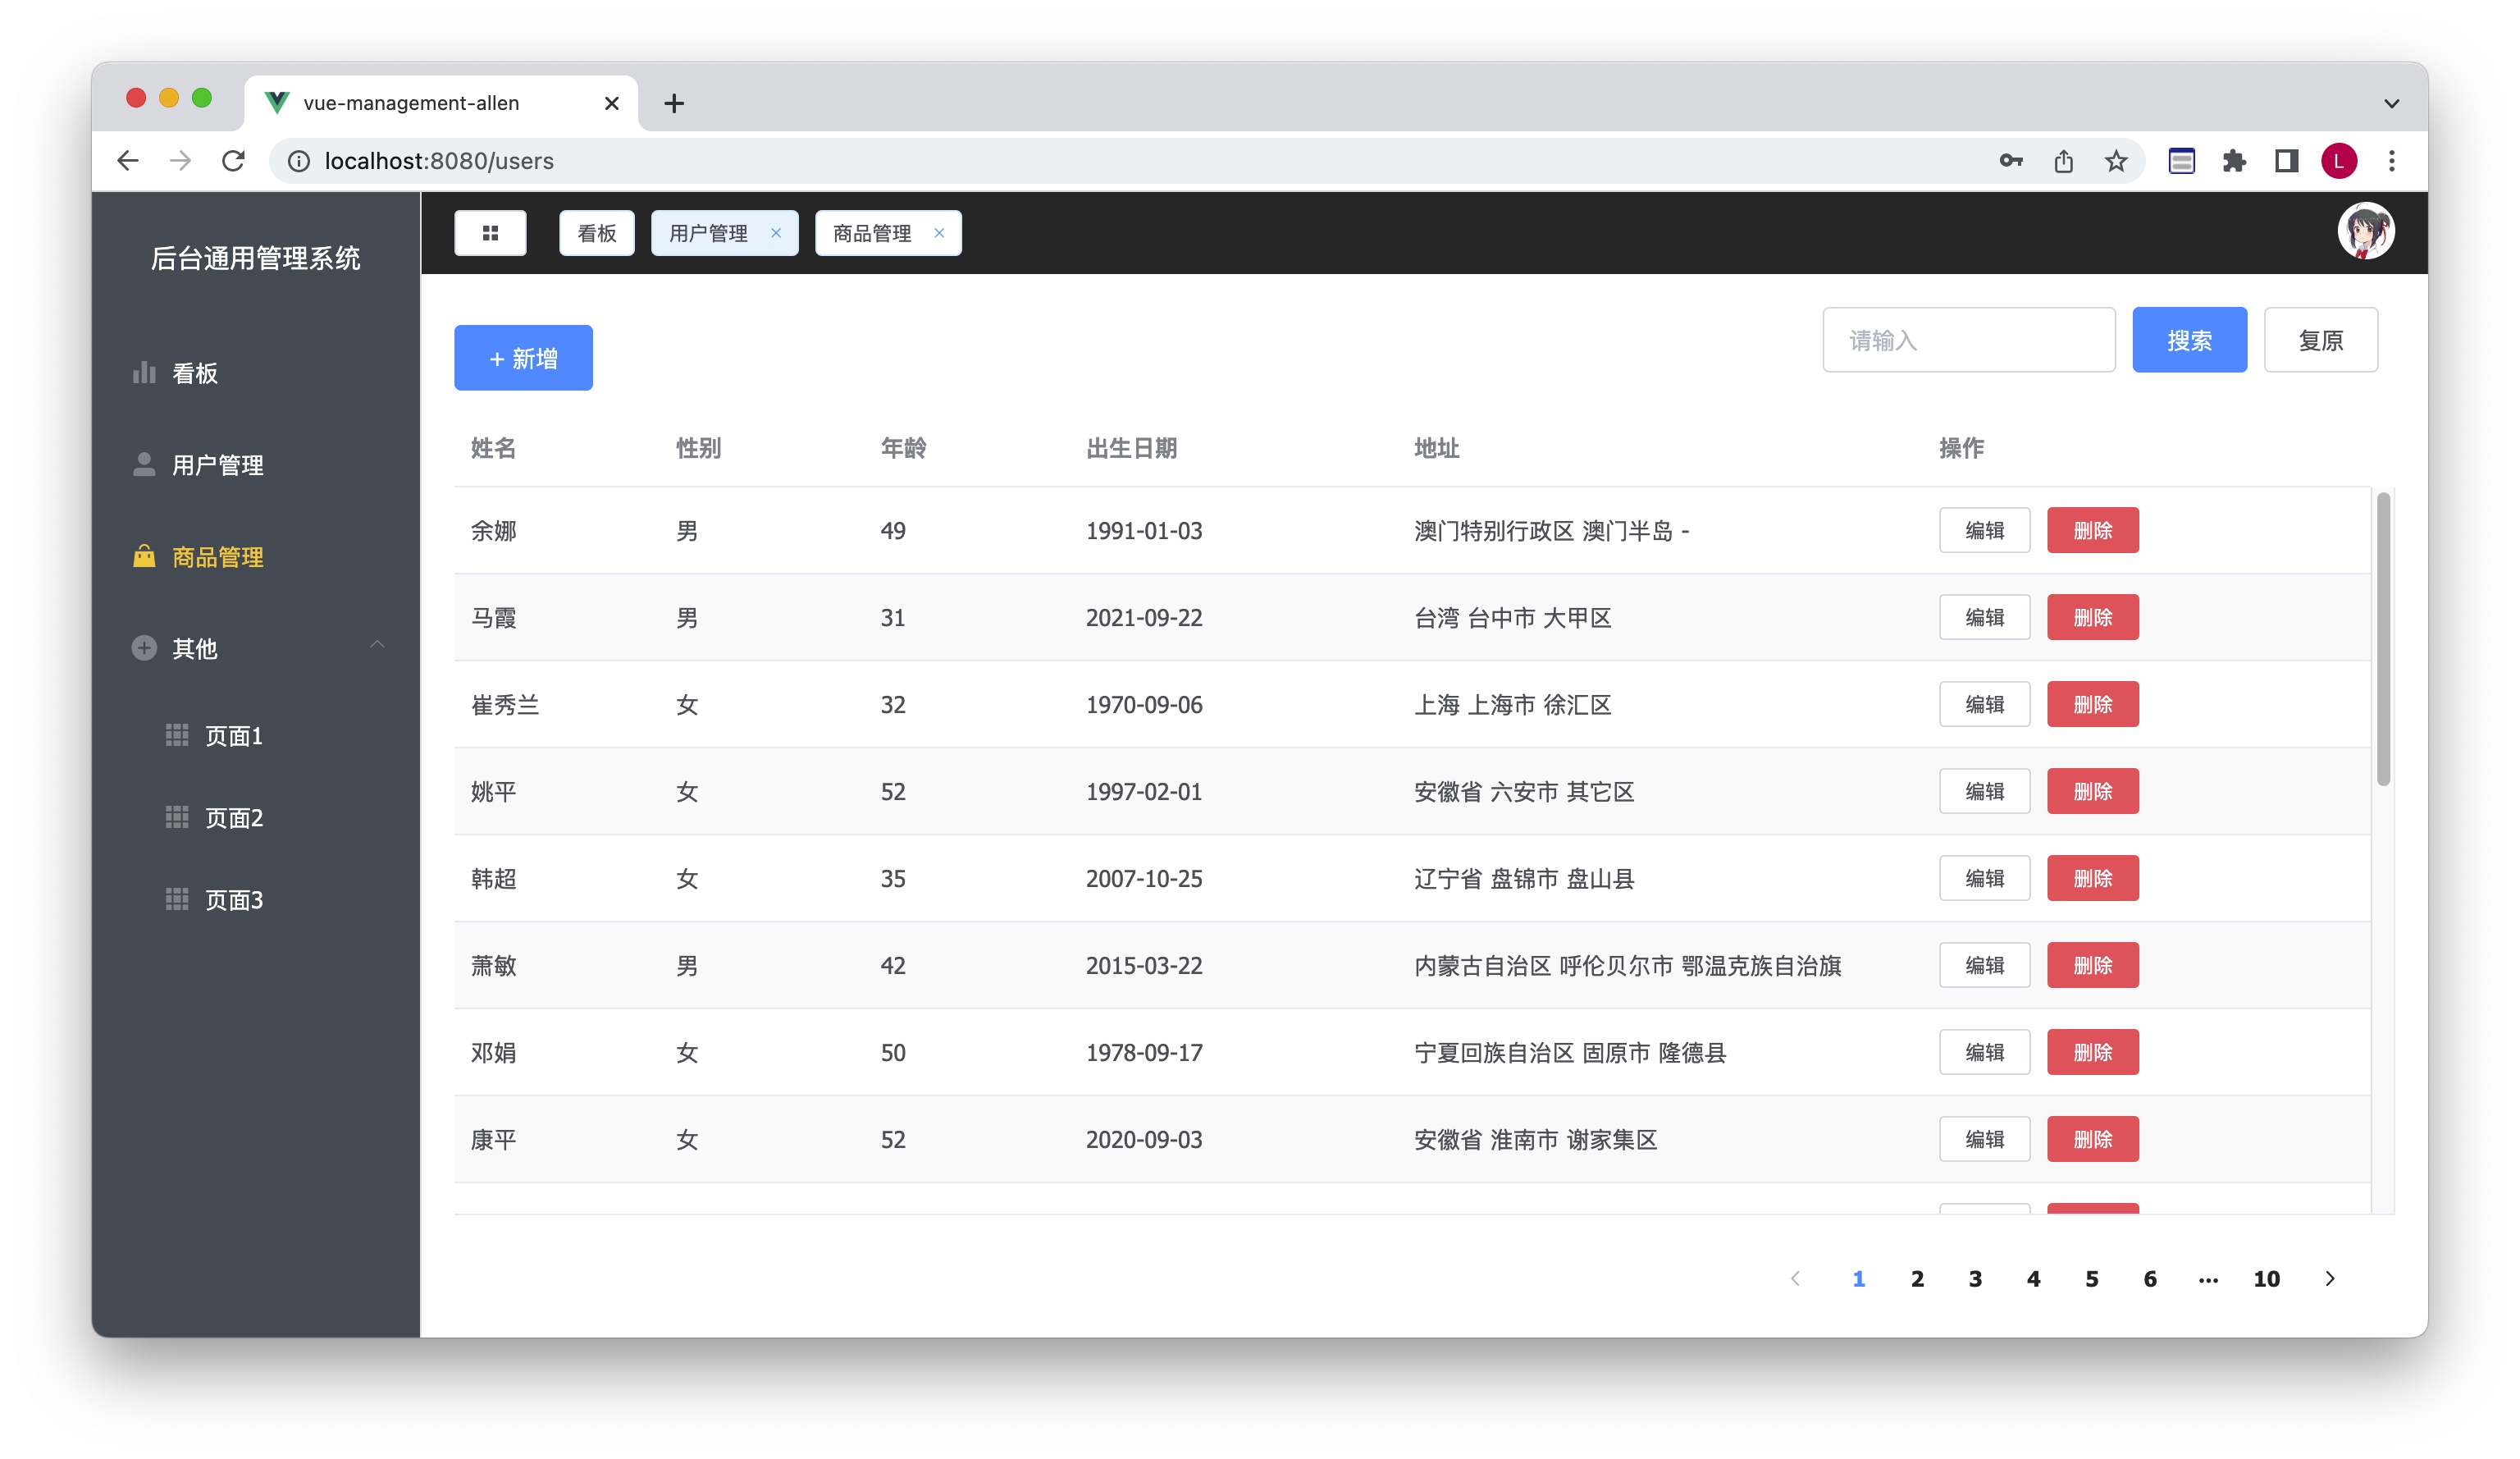 vue-management-allen
localhost:8080/users
L
后台通用管理系统
看板
用户管理
商品管理
其他
页面1
页面2
页面3
看板 用户管理 商品管理
+ 新增
请输入 搜索 复原
姓名 性别 年龄 出生日期 地址 操作
余娜 男 49 1991-01-03 澳门特别行政区 澳门半岛 - 编辑 删除
马霞 男 31 2021-09-22 台湾 台中市 大甲区 编辑 删除
崔秀兰 女 32 1970-09-06 上海 上海市 徐汇区 编辑 删除
姚平 女 52 1997-02-01 安徽省 六安市 其它区 编辑 删除
韩超 女 35 2007-10-25 辽宁省 盘锦市 盘山县 编辑 删除
萧敏 男 42 2015-03-22 内蒙古自治区 呼伦贝尔市 鄂温克族自治旗 编辑 删除
邓娟 女 50 1978-09-17 宁夏回族自治区 固原市 隆德县 编辑 删除
康平 女 52 2020-09-03 安徽省 淮南市 谢家集区 编辑 删除
1 2 3 4 5 6 ... 10